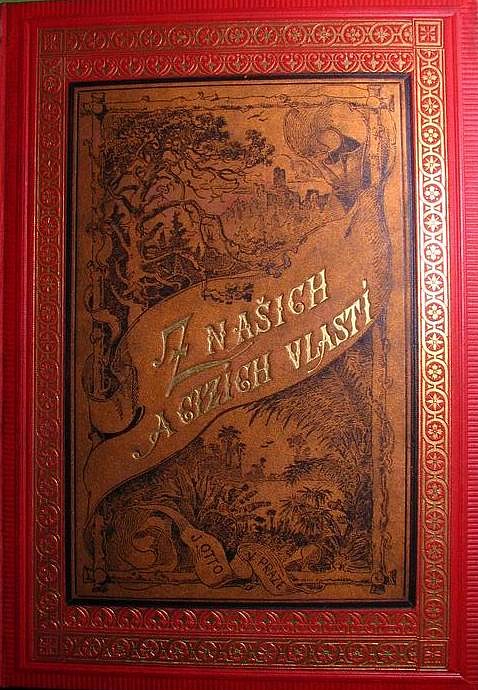 Z NAŠICH
A CIZÍCH VLASTÍ
J. OTTO V PRAZE